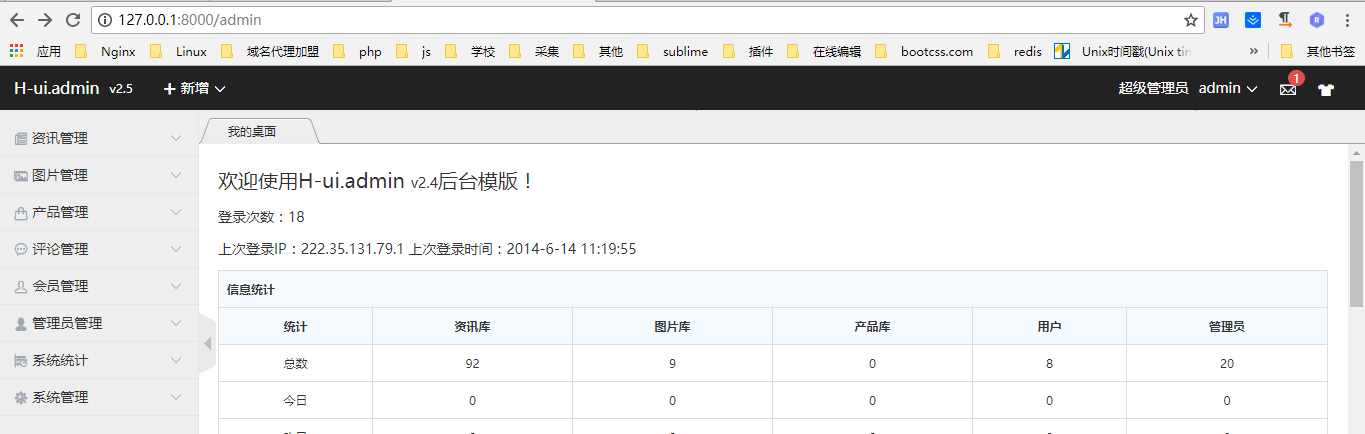 127.0.0.1:8000/admin
应用 Nginx Linux 域名代理加盟 php js 学校 采集 其他 sublime 插件 在线编辑 bootcss.com redis Unix时间戳(Unix tim » 其他书签
H-ui.admin v2.5 + 新增 超级管理员 admin 1
我的桌面
资讯管理
图片管理
产品管理
评论管理
会员管理
管理员管理
系统统计
系统管理
欢迎使用H-ui.admin v2.4后台模版！
登录次数：18
上次登录IP：222.35.131.79.1 上次登录时间：2014-6-14 11:19:55
信息统计
统计 资讯库 图片库 产品库 用户 管理员
总数 92 9 0 8 20
今日 0 0 0 0 0